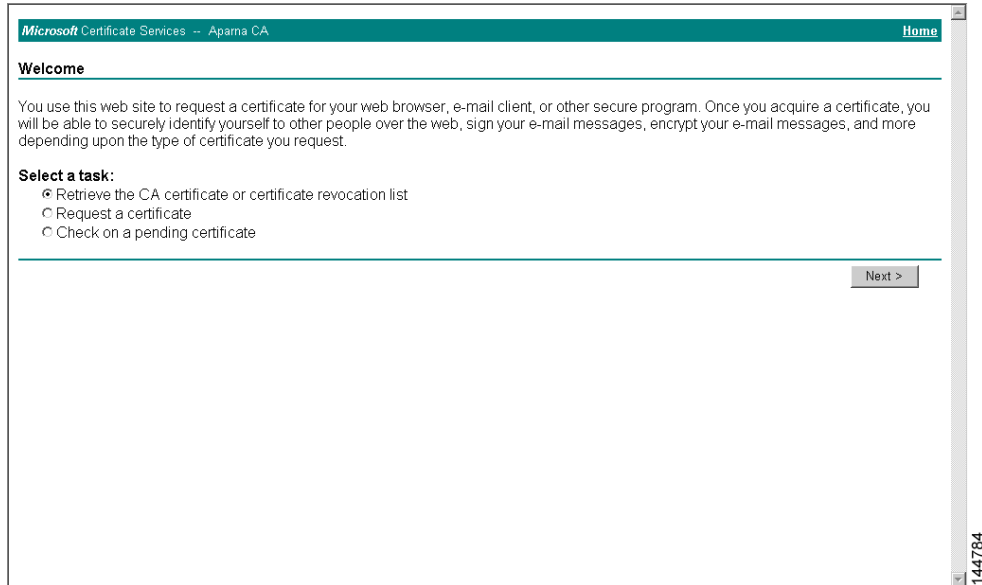 Microsoft Certificate Services -- Aparna CA Home
Welcome
You use this web site to request a certificate for your web browser, e-mail client, or other secure program. Once you acquire a certificate, you
will be able to securely identify yourself to other people over the web, sign your e-mail messages, encrypt your e-mail messages, and more
depending upon the type of certificate you request.
Select a task:
Retrieve the CA certificate or certificate revocation list
Request a certificate
Check on a pending certificate
Next >
144784